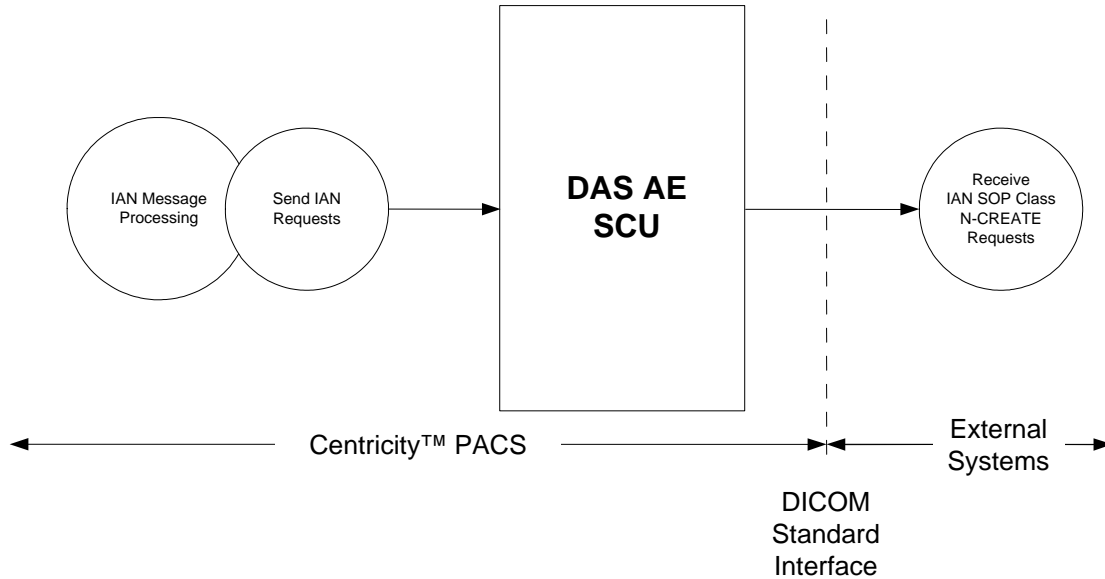 IAN Message
Processing
Send IAN
Requests
DAS AE
SCU
Receive
IAN SOP Class
N-CREATE
Requests
Centricity™ PACS
External
Systems
DICOM
Standard
Interface